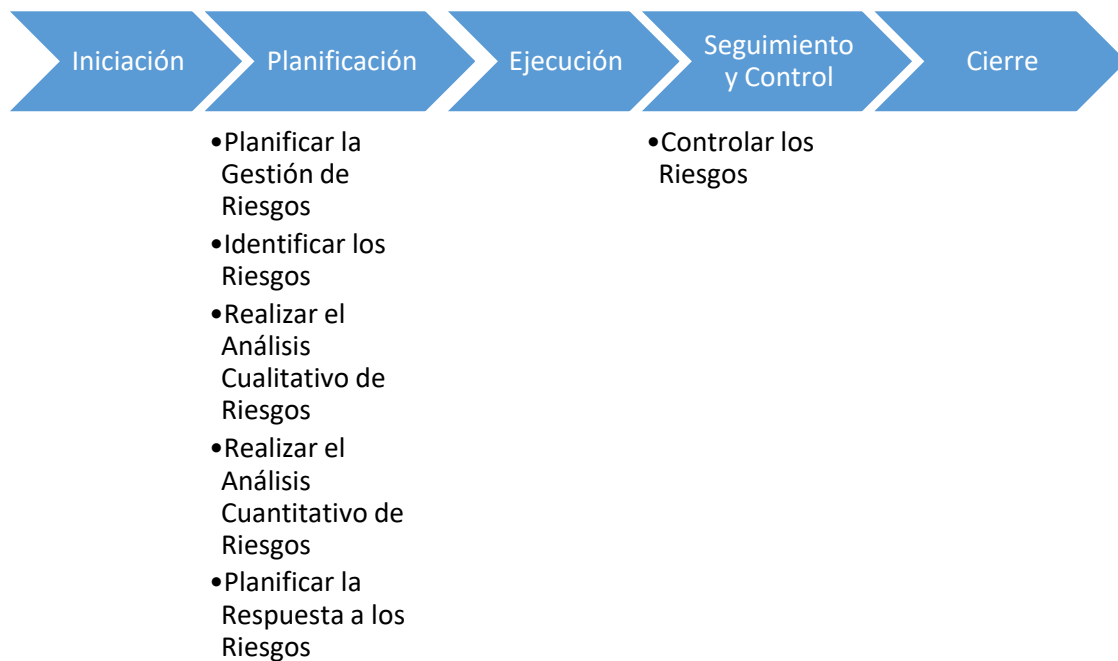 Iniciación
Planificación
Ejecución
Seguimiento
y Control
Cierre
•Planificar la
Gestión de
Riesgos
•Identificar los
Riesgos
•Realizar el
Análisis
Cualitativo de
Riesgos
•Realizar el
Análisis
Cuantitativo de
Riesgos
•Planificar la
Respuesta a los
Riesgos
•Controlar los
Riesgos